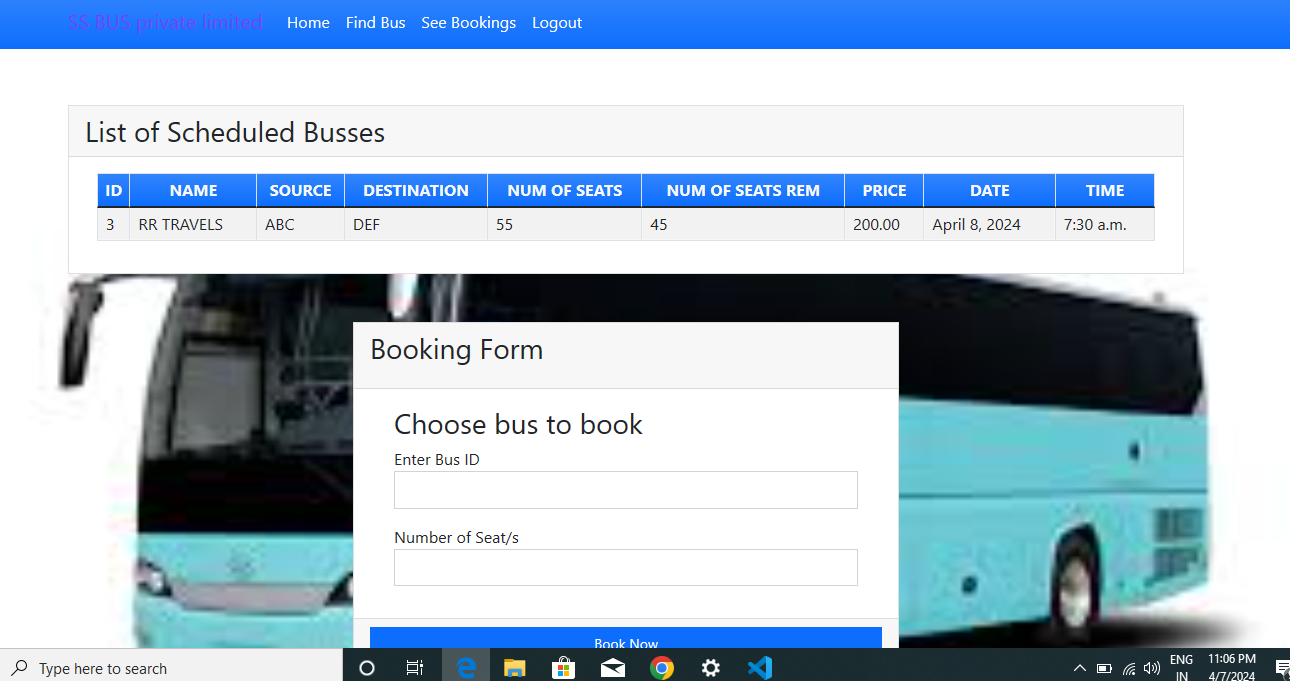 SS BUS private limited Home Find Bus See Bookings Logout
List of Scheduled Busses
ID NAME SOURCE DESTINATION NUM OF SEATS NUM OF SEATS REM PRICE DATE TIME
3 RR TRAVELS ABC DEF 55 45 200.00 April 8, 2024 7:30 a.m.
Booking Form
Choose bus to book
Enter Bus ID
Number of Seat/s
Book Now
Type here to search
ENG
IN
11:06 PM
4/7/2024